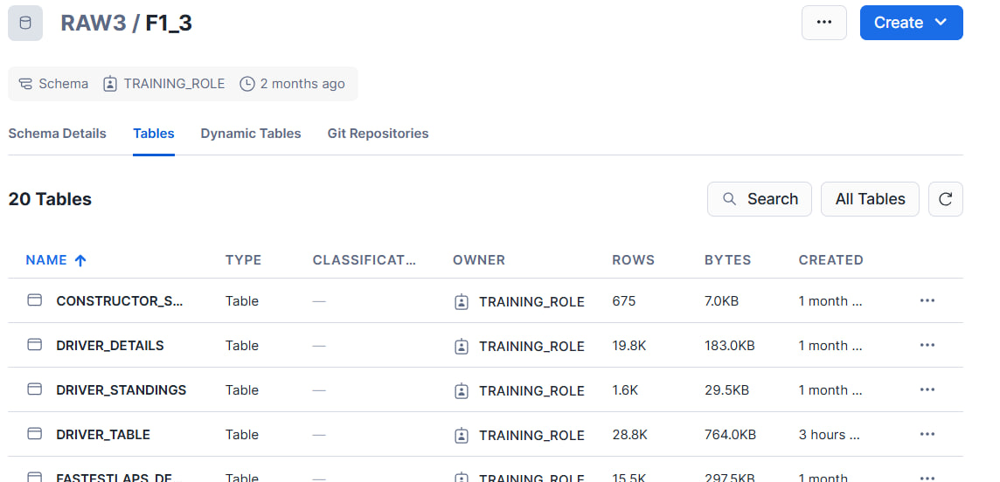 RAW3 / F1_3
... Create
Schema TRAINING_ROLE 2 months ago
Schema Details Tables Dynamic Tables Git Repositories
20 Tables Search All Tables
NAME TYPE CLASSIFICAT... OWNER ROWS BYTES CREATED
CONSTRUCTOR_S... Table — TRAINING_ROLE 675 7.0KB 1 month ... ...
DRIVER_DETAILS Table — TRAINING_ROLE 19.8K 183.0KB 1 month ... ...
DRIVER_STANDINGS Table — TRAINING_ROLE 1.6K 29.5KB 1 month ... ...
DRIVER_TABLE Table — TRAINING_ROLE 28.8K 764.0KB 3 hours ... ...
FASTESTLAPS_DE... Table — TRAINING_ROLE 15.5K 297.5KB 1 month ... ...